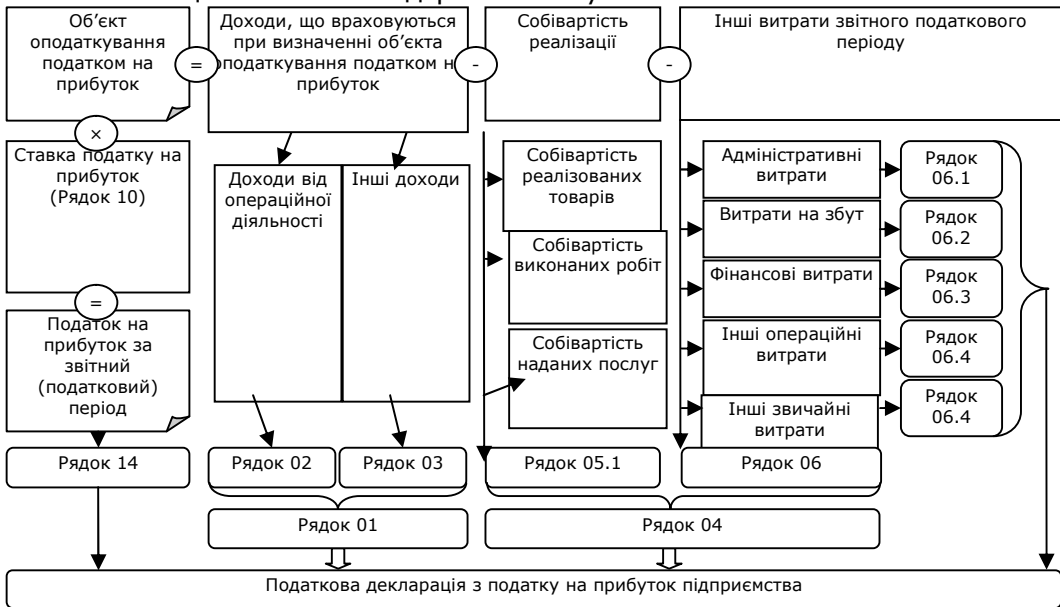 Об’єкт
оподаткування
податком на
прибуток
=
Доходи, що враховуються
при визначенні об’єкта
оподаткування податком н
прибуток
-
Собівартість
реалізації
-
Інші витрати звітного податкового
періоду
×
Ставка податку на
прибуток
(Рядок 10)
=
Податок на
прибуток за
звітний
(податковий)
період
Доходи від
операційної
діяльності
Інші доходи
Собівартість
реалізованих
товарів
Собівартість
виконаних робіт
Собівартість
наданих послуг
Адміністративні
витрати
Рядок
06.1
Витрати на збут
Рядок
06.2
Фінансові витрати
Рядок
06.3
Інші операційні
витрати
Рядок
06.4
Інші звичайні
витрати
Рядок
06.4
Рядок 14
Рядок 02
Рядок 03
Рядок 05.1
Рядок 06
Рядок 01
Рядок 04
Податкова декларація з податку на прибуток підприємства